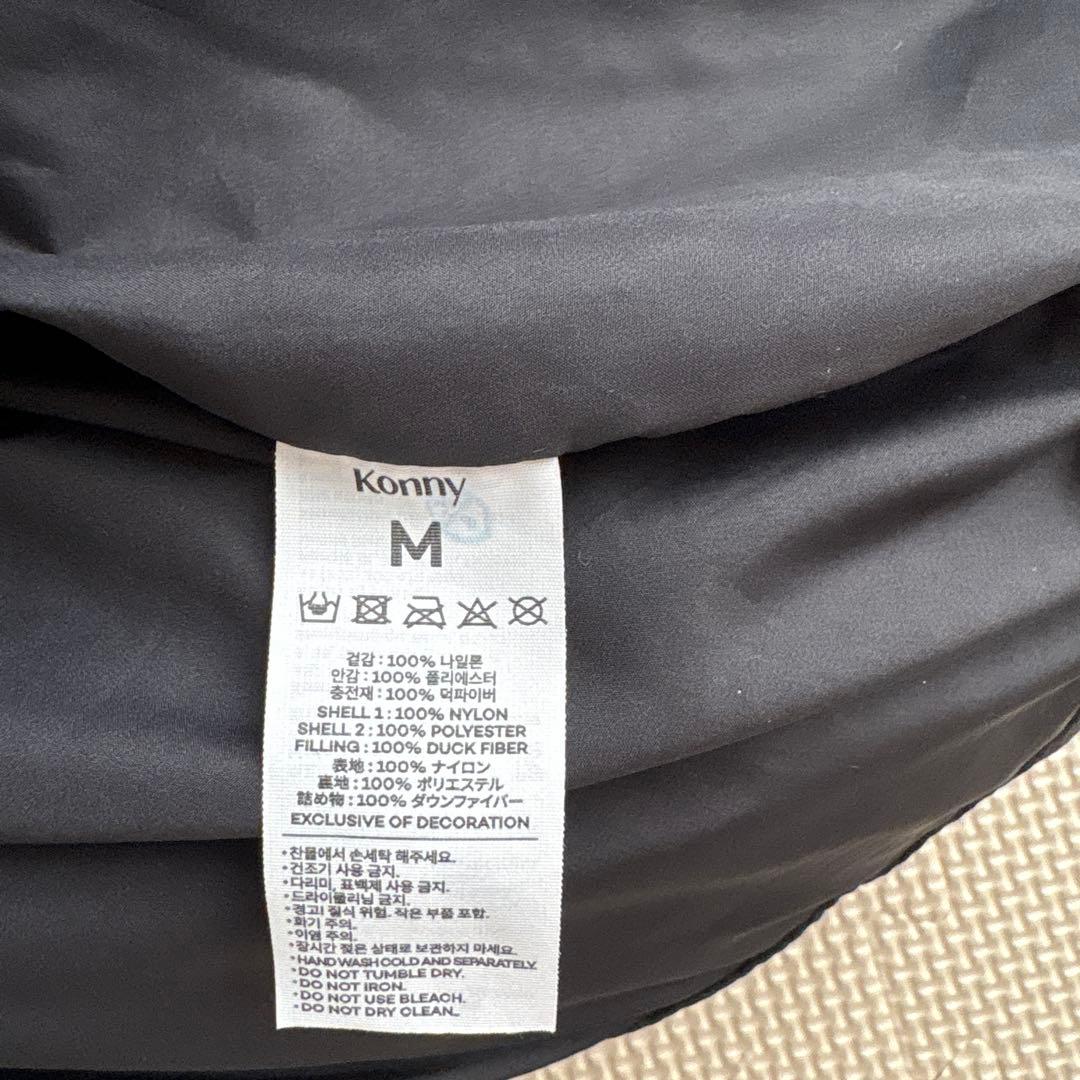 Konny
M
겉감 : 100% 나일론
안감 : 100% 폴리에스터
충전재 : 100% 덕파이버
SHELL 1 : 100% NYLON
SHELL 2 : 100% POLYESTER
FILLING : 100% DUCK FIBER
表地 : 100% ナイロン
裏地 : 100% ポリエステル
詰め物 : 100% ダウンファイバー
EXCLUSIVE OF DECORATION
*찬물에서 손세탁 해주세요.
*건조기 사용 금지.
*다리미, 표백제 사용 금지.
*드라이클리닝 금지.
*경고! 질식 위험. 작은 부품 포함.
*화기 주의.
*이염 주의.
*장시간 젖은 상태로 보관하지 마세요.
*HAND WASH COLD AND SEPARATELY.
*DO NOT TUMBLE DRY.
*DO NOT IRON.
*DO NOT USE BLEACH.
*DO NOT DRY CLEAN.